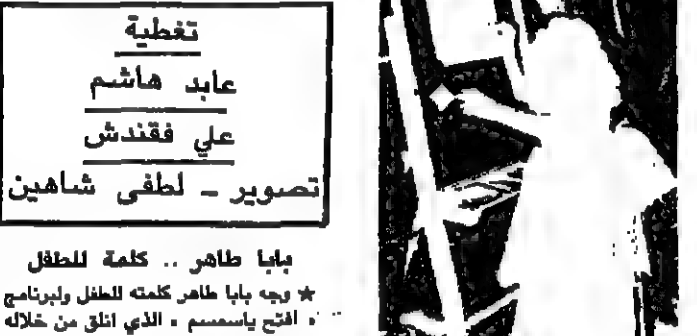 تغطية
عابد هاشم
علي فقندش
تصوير ــ لطفى شاهين
بابا طاهر .. كلمة للطفل
★ وجه بابا طاهر كلمته للطفل ولبرنامج
« افتح ياسمسم » الذي انلق من خلاله